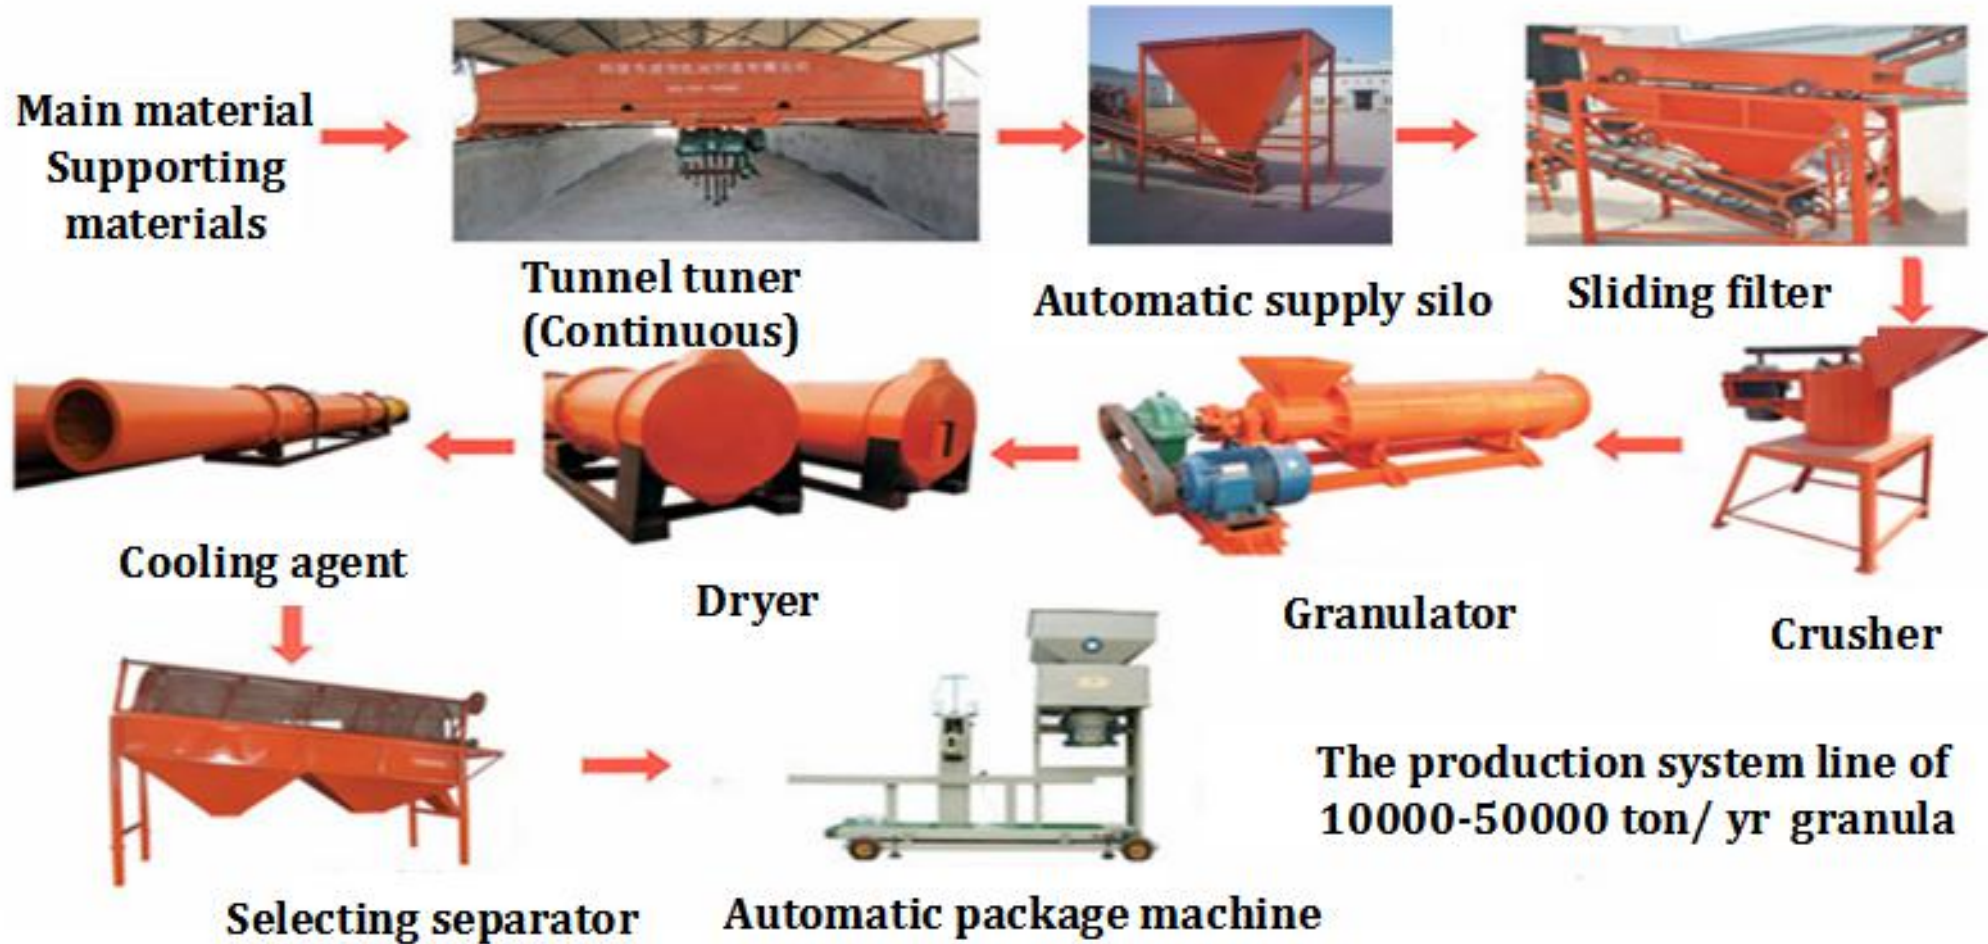 Main material
Supporting
materials
Tunnel tuner
(Continuous)
Automatic supply silo
Sliding filter
Cooling agent
Dryer
Granulator
Crusher
The production system line of
10000-50000 ton/ yr granula
Selecting separator
Automatic package machine